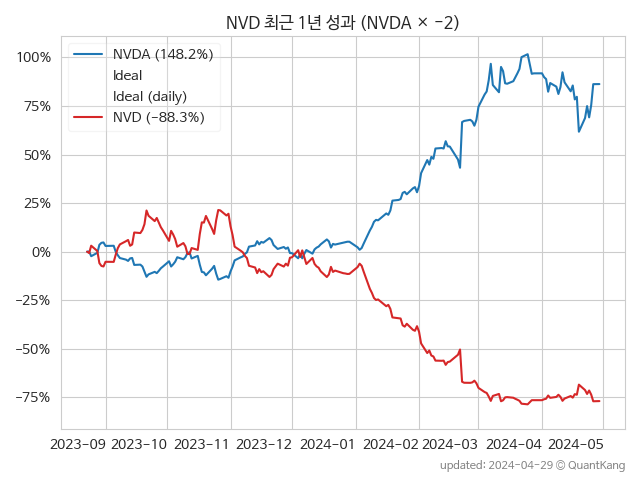 NVD 최근 1년 성과 (NVDA × −2)
NVDA (148.2%)
Ideal
Ideal (daily)
NVD (−88.3%)
100%
75%
50%
25%
0%
−25%
−50%
−75%
2023-09 2023-10 2023-11 2023-12 2024-01 2024-02 2024-03 2024-04 2024-05
updated: 2024-04-29 © QuantKang